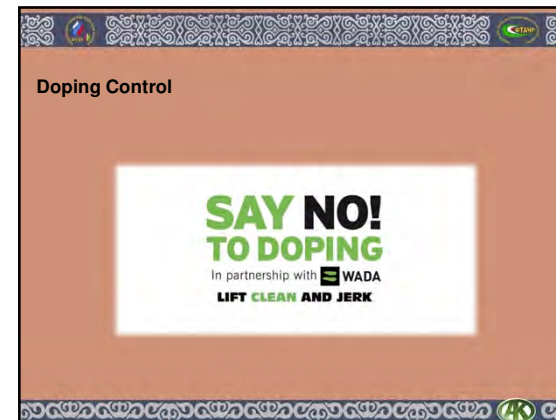 Doping Control
SAY NO!
TO DOPING
In partnership with WADA
LIFT CLEAN AND JERK